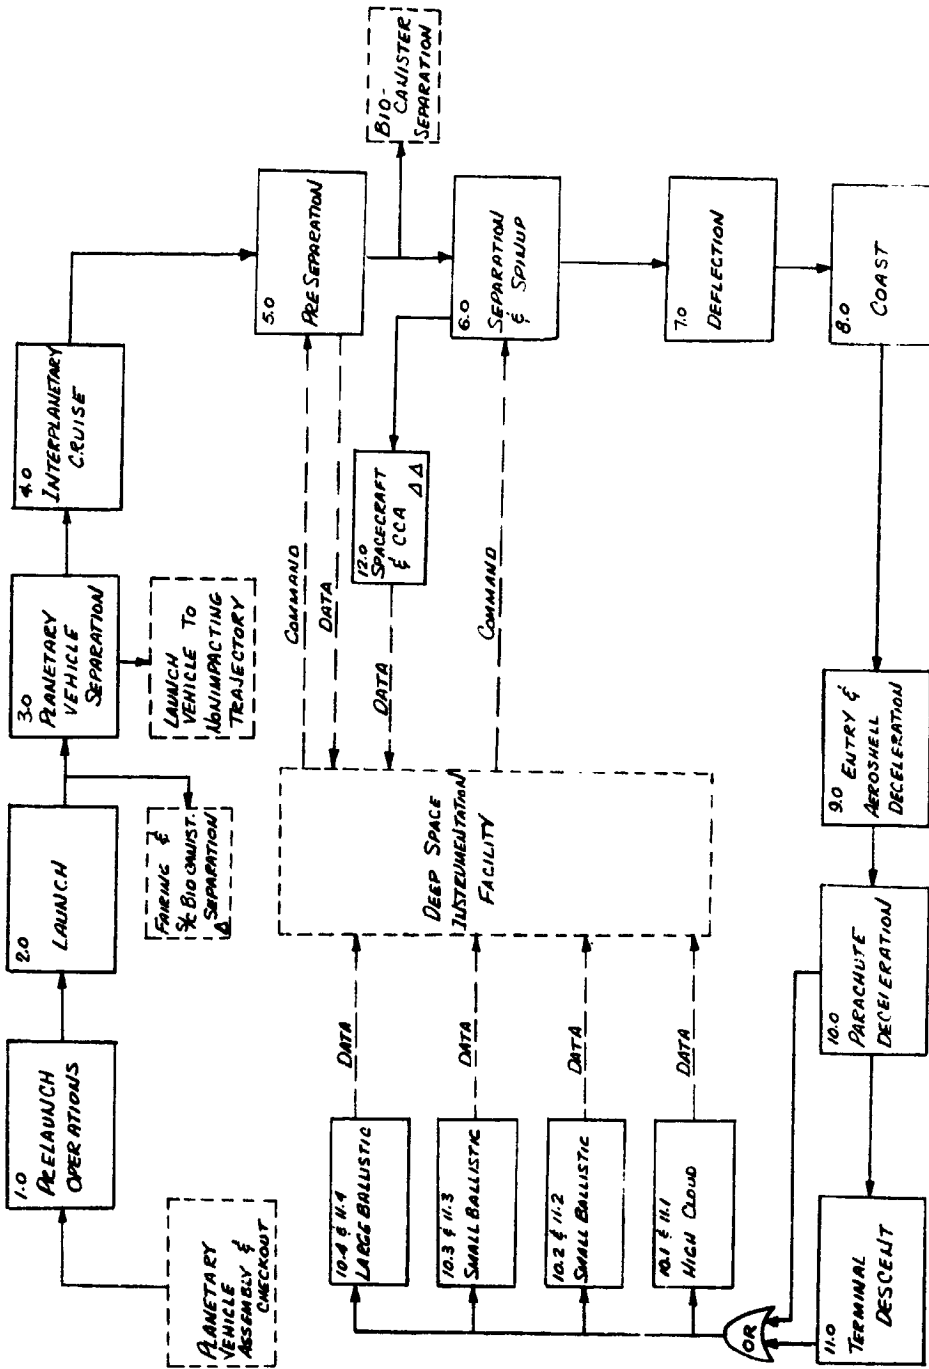 PLANETARY
VEHICLE
ASSEMBLY &
CHECKOUT
1.0
PRELAUNCH
OPERATIONS
2.0
LAUNCH
FAIRING &
S/C BIO CANIST.
SEPARATION
Δ
3.0
PLANETARY
VEHICLE
SEPARATION
LAUNCH
VEHICLE TO
NONIMPACTING
TRAJECTORY
4.0
INTERPLANETARY
CRUISE
5.0
PRE SEPARATION
BIO-
CANISTER
SEPARATION
6.0
SEPARATION
& SPINUP
7.0
DEFLECTION
8.0
COAST
COMMAND
DATA
12.0
SPACECRAFT
& CCA
Δ Δ
DATA
COMMAND
DEEP SPACE
INSTRUMENTATION
FACILITY
9.0 ENTRY &
AEROSHELL
DECELERATION
10.0
PARACHUTE
DECELERATION
11.0
TERMINAL
DESCENT
OR
10.4 & 11.4
LARGE BALLISTIC
DATA
10.3 & 11.3
SMALL BALLISTIC
DATA
10.2 & 11.2
SMALL BALLISTIC
DATA
10.1 & 11.1
HIGH CLOUD
DATA